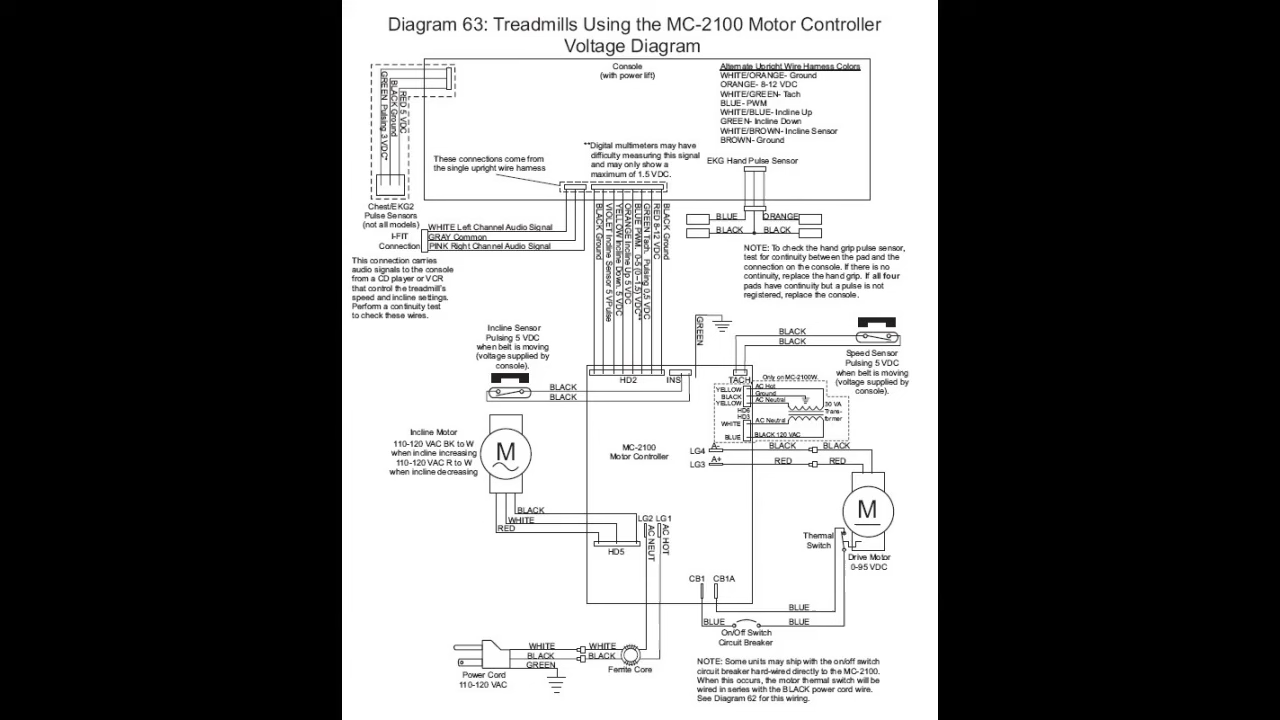 Diagram 63: Treadmills Using the MC-2100 Motor Controller
Voltage Diagram
Console
(with power lift)
Alternate Upright Wire Harness Colors
WHITE/ORANGE- Ground
ORANGE- 8-12 VDC
WHITE/GREEN- Tach
BLUE- PWM
WHITE/BLUE- Incline Up
GREEN- Incline Down
WHITE/BROWN- Incline Sensor
BROWN- Ground
GREEN Pulsing 3 VDC*
BLACK Ground
RED 5 VDC
**Digital multimeters may have
difficulty measuring this signal
and may only show a
maximum of 1.5 VDC.
These connections come from
the single upright wire harness
EKG Hand Pulse Sensor
Chest/EKG2
Pulse Sensors
(not all models)
I-FIT
Connection
WHITE Left Channel Audio Signal
GRAY Common
PINK Right Channel Audio Signal
BLACK Ground
VIOLET Incline Sensor 5 VPulse
YELLOW Incline Down, 5 VDC
ORANGE Incline Up 5 VDC
BLUE PWM. 0-5 (0-1.5) VDC**
GREEN Tach. Pulsing 0,5 VDC
RED 8-12 VDC
BLACK Ground
BLUE
ORANGE
BLACK
BLACK
NOTE: To check the hand grip pulse sensor,
test for continuity between the pad and the
connection on the console. If there is no
continuity, replace the hand grip. If all four
pads have continuity but a pulse is not
registered, replace the console.
This connection carries
audio signals to the console
from a CD player or VCR
that control the treadmill's
speed and incline settings.
Perform a continuity test
to check these wires.
Incline Sensor
Pulsing 5 VDC
when belt is moving
(voltage supplied by
console).
GREEN
BLACK
BLACK
Speed Sensor
Pulsing 5 VDC
when belt is moving
(voltage supplied by
console).
HD2
INS
TACH
Only on MC-2100W.
BLACK
BLACK
YELLOW
BLACK
YELLOW
HD6
HD3
WHITE
BLUE
AC Hot
Ground
AC Neutral
AC Neutral
BLACK 120 VAC
30 VA
Trans-
former
Incline Motor
110-120 VAC BK to W
when incline increasing
110-120 VAC R to W
when incline decreasing
M
MC-2100
Motor Controller
LG4
A-
BLACK
BLACK
LG3
A+
RED
RED
M
BLACK
WHITE
RED
HD5
LG2
LG1
AC NEUT
AC HOT
Thermal
Switch
Drive Motor
0-95 VDC
CB1
CB1A
BLUE
BLUE
BLUE
On/Off Switch
Circuit Breaker
WHITE
WHITE
BLACK
BLACK
GREEN
Power Cord
110-120 VAC
Ferrite Core
NOTE: Some units may ship with the on/off switch
circuit breaker hard-wired directly to the MC-2100.
When this occurs, the motor thermal switch will be
wired in series with the BLACK power cord wire.
See Diagram 62 for this wiring.